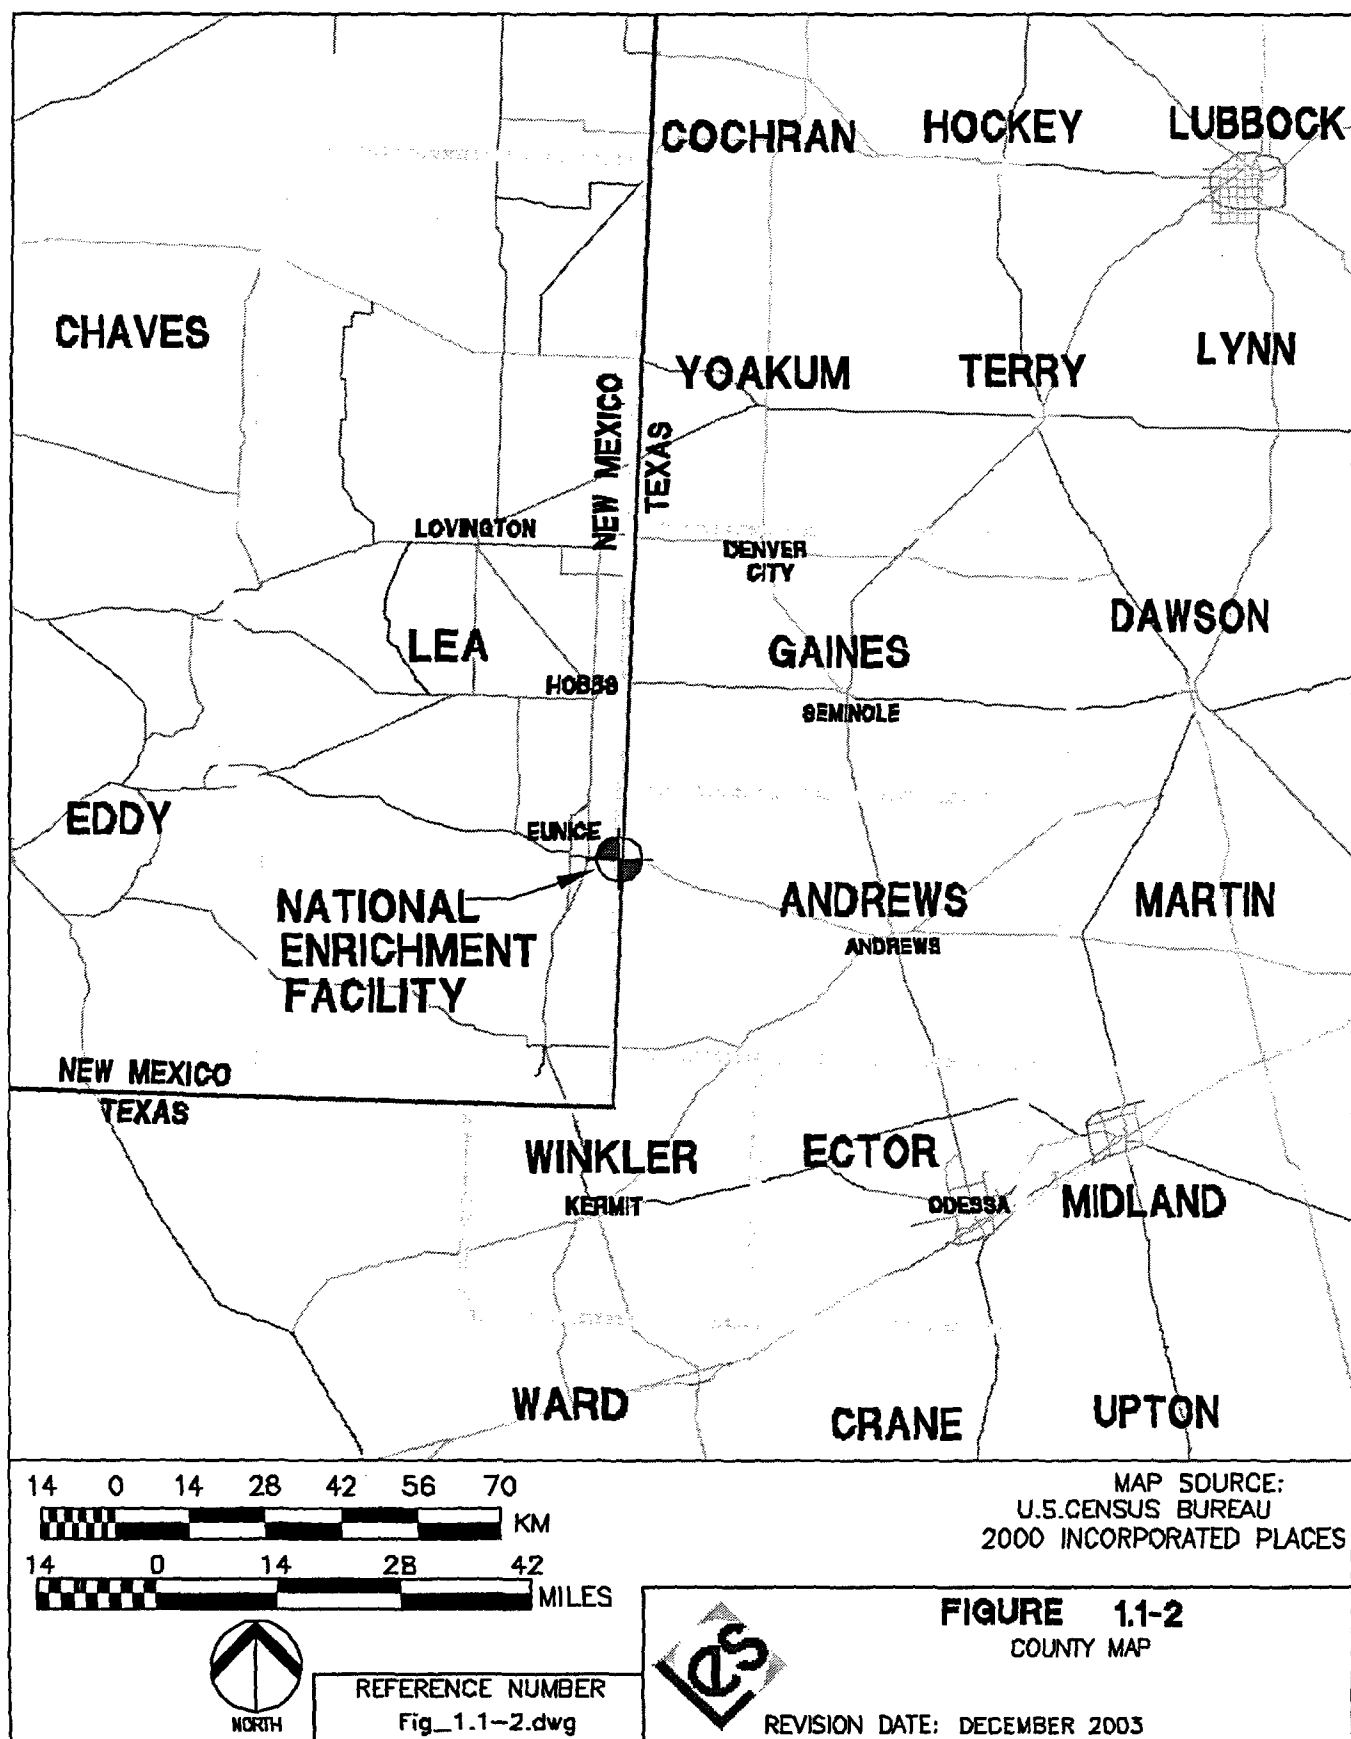 COCHRAN
HOCKEY
LUBBOCK
CHAVES
YOAKUM
TERRY
LYNN
NEW MEXICO
TEXAS
LOVINGTON
DENVER
CITY
LEA
GAINES
DAWSON
HOBBS
SEMINOLE
EDDY
EUNICE
NATIONAL
ENRICHMENT
FACILITY
ANDREWS
ANDREWS
MARTIN
NEW MEXICO
TEXAS
WINKLER
KERMIT
ECTOR
ODESSA
MIDLAND
WARD
CRANE
UPTON
14 0 14 28 42 56 70
KM
14 0 14 28 42
MILES
NORTH
MAP SOURCE:
U.S.CENSUS BUREAU
2000 INCORPORATED PLACES
REFERENCE NUMBER
Fig_1.1-2.dwg
LES
FIGURE 1.1-2
COUNTY MAP
REVISION DATE: DECEMBER 2003